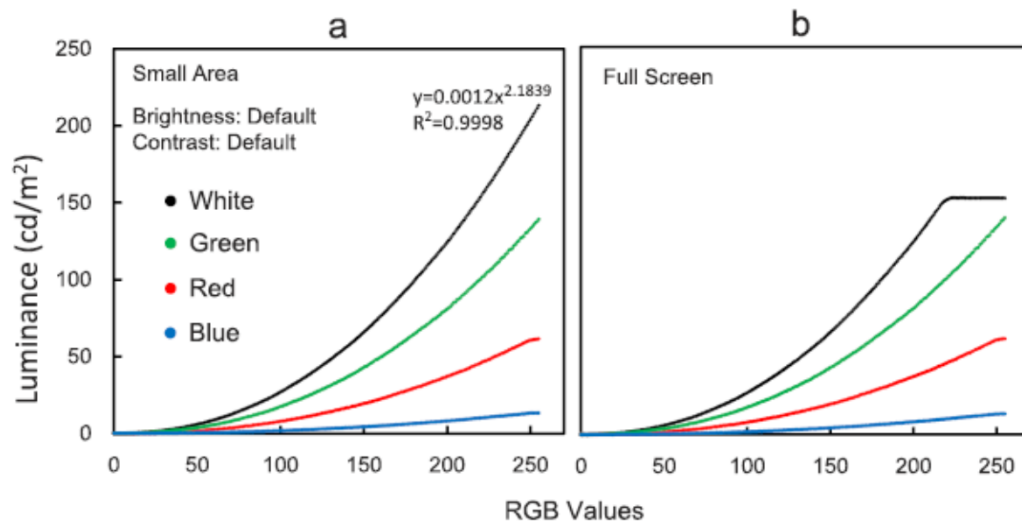 a
b
Small Area
Brightness: Default
Contrast: Default
y=0.0012x^2.1839
R²=0.9998
White
Green
Red
Blue
Full Screen
Luminance (cd/m²)
250
200
150
100
50
0
0 50 100 150 200 250
0 50 100 150 200 250
RGB Values